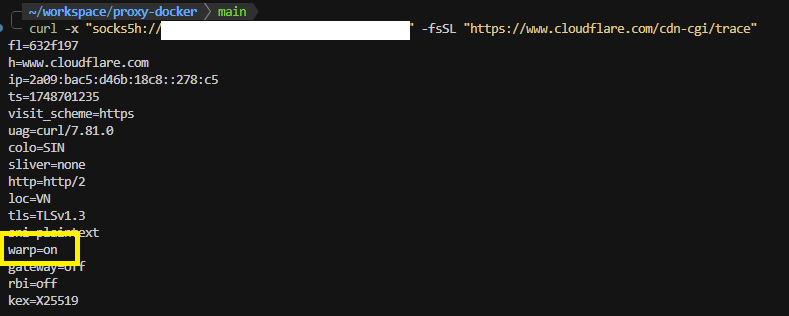 ~/workspace/proxy-docker main
curl -x "socks5h:// " -fsSL "https://www.cloudflare.com/cdn-cgi/trace"
fl=632f197
h=www.cloudflare.com
ip=2a09:bac5:d46b:18c8::278:c5
ts=1748701235
visit_scheme=https
uag=curl/7.81.0
colo=SIN
sliver=none
http=http/2
loc=VN
tls=TLSv1.3
sni=plaintext
warp=on
gateway=off
rbi=off
kex=X25519